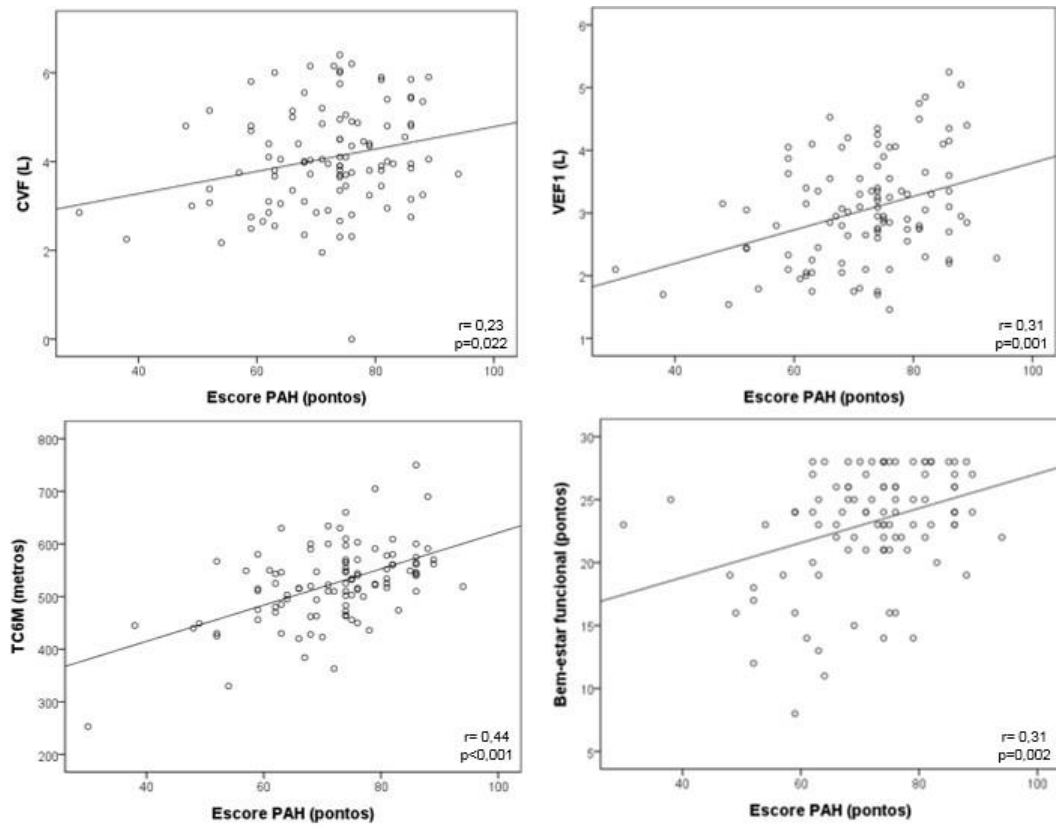 CVF (L)
6
4
2
0
40 60 80 100
Escore PAH (pontos)
r= 0,23
p=0,022
VEF1 (L)
6
5
4
3
2
1
40 60 80 100
Escore PAH (pontos)
r= 0,31
p=0,001
TC6M (metros)
800
700
600
500
400
300
200
40 60 80 100
Escore PAH (pontos)
r= 0,44
p<0,001
Bem-estar funcional (pontos)
30
25
20
15
10
5
40 60 80 100
Escore PAH (pontos)
r= 0,31
p=0,002